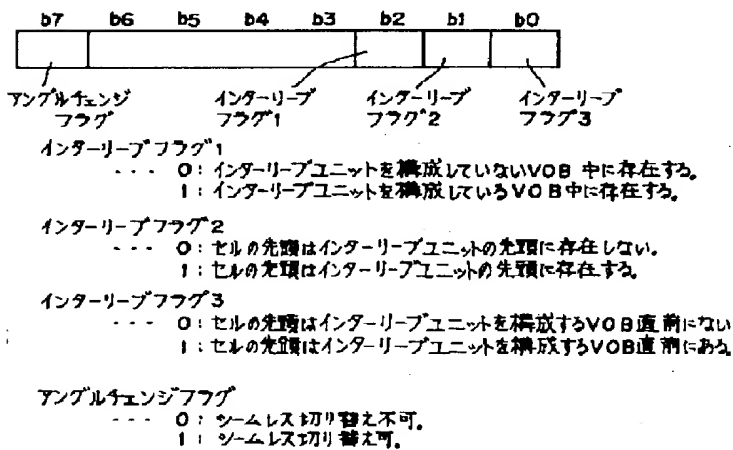 b7 b6 b5 b4 b3 b2 b1 b0
アングルチェンジ インターリーブ インターリーブ インターリーブ
フラグ フラグ1 フラグ2 フラグ3
インターリーブフラグ1
--- 0:インターリーブユニットを構成していないVOB中に存在する。
1:インターリーブユニットを構成しているVOB中に存在する。
インターリーブフラグ2
--- 0:セルの先頭はインターリーブユニットの先頭に存在しない。
1:セルの先頭はインターリーブユニットの先頭に存在する。
インターリーブフラグ3
--- 0:セルの先頭はインターリーブユニットを構成するVOB直前にない
1:セルの先頭はインターリーブユニットを構成するVOB直前にある。
アングルチェンジフラグ
--- 0:シームレス切り替え不可。
1:シームレス切り替え可。